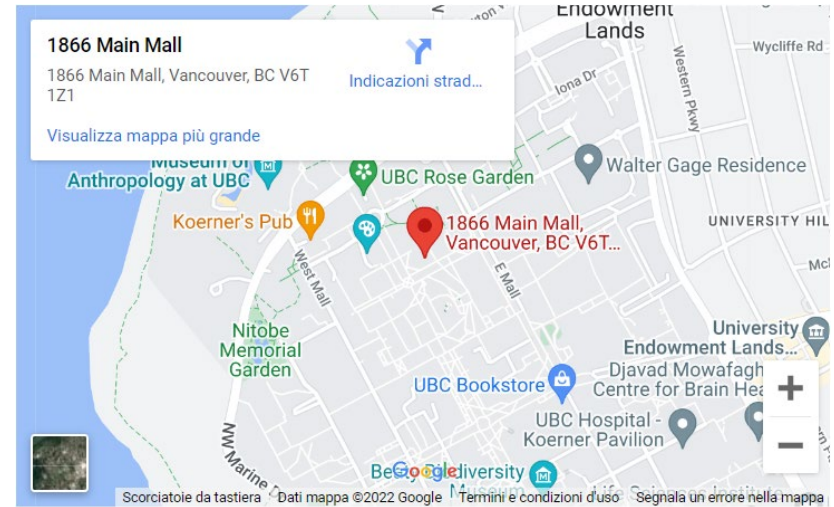 Endowment
Lands
1866 Main Mall
1866 Main Mall, Vancouver, BC V6T
1Z1
Indicazioni strad...
Visualizza mappa più grande
Wycliffe Rd
Iona Dr
Western Pkwy
Museum of
Anthropology at UBC
UBC Rose Garden
Walter Gage Residence
Koerner's Pub
1866 Main Mall,
Vancouver, BC V6T...
UNIVERSITY HIL
West Mall
E Mall
Nitobe
Memorial
Garden
University
Endowment Lands...
Djavad Mowafagh
Centre for Brain Hea
UBC Bookstore
UBC Hospital -
Koerner Pavilion
NW Marine D
Google
Museum
Scorciatoie da tastiera
Dati mappa ©2022 Google
Termini e condizioni d'uso
Segnala un errore nella mappa